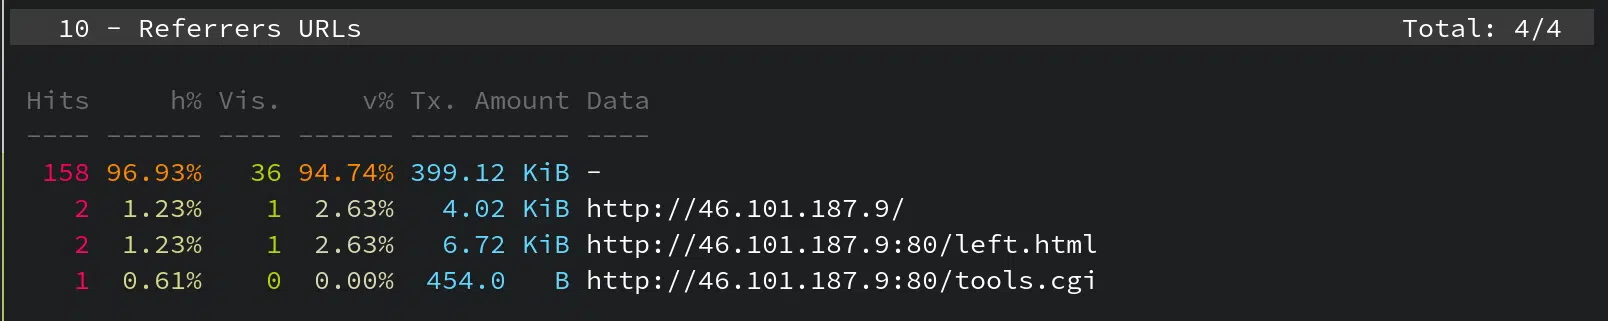 10 - Referrers URLs Total: 4/4
Hits h% Vis. v% Tx. Amount Data
---- ------ ---- ------ ---------- ----
158 96.93% 36 94.74% 399.12 KiB -
2 1.23% 1 2.63% 4.02 KiB http://46.101.187.9/
2 1.23% 1 2.63% 6.72 KiB http://46.101.187.9:80/left.html
1 0.61% 0 0.00% 454.0 B http://46.101.187.9:80/tools.cgi